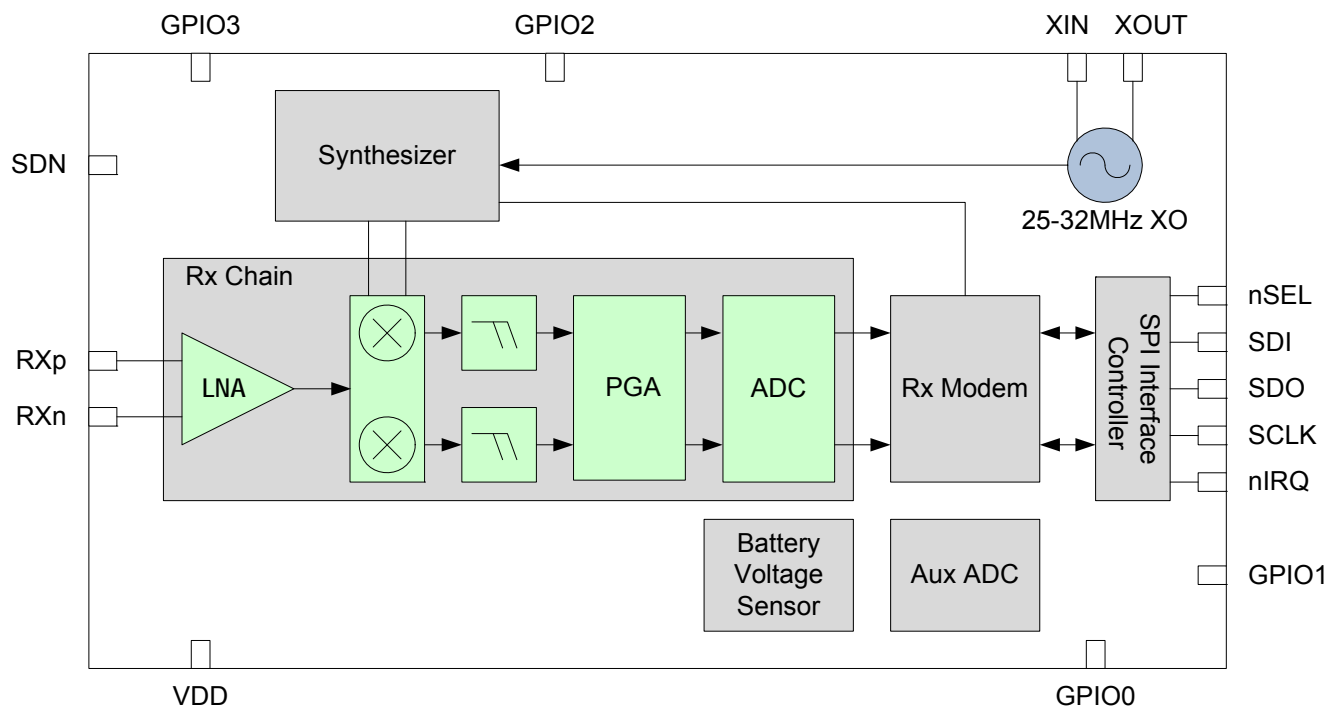 GPIO3
GPIO2
XIN
XOUT
Synthesizer
SDN
25-32MHz XO
Rx Chain
nSEL
SDI
SDO
SCLK
nIRQ
SPI Interface
Controller
RXp
RXn
LNA
PGA
ADC
Rx Modem
Battery
Voltage
Sensor
Aux ADC
GPIO1
VDD
GPIO0